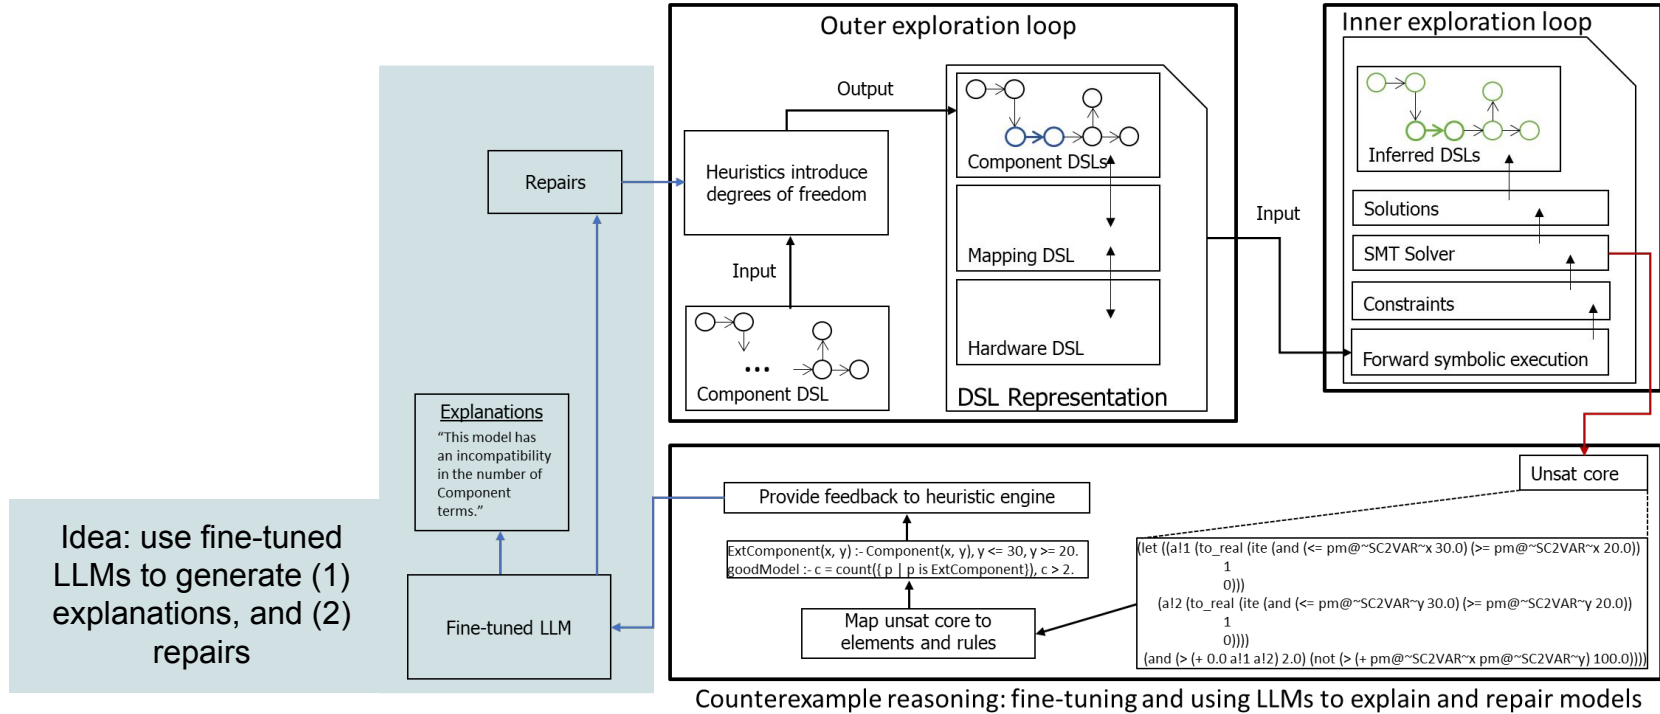 Outer exploration loop
Inner exploration loop
Output
Component DSLs
Inferred DSLs
Repairs
Heuristics introduce
degrees of freedom
Input
Solutions
Mapping DSL
SMT Solver
Input
Constraints
Hardware DSL
Forward symbolic execution
...
Component DSL
DSL Representation
Explanations
“This model has
an incompatibility
in the number of
Component
terms.”
Unsat core
Provide feedback to heuristic engine
Idea: use fine-tuned
LLMs to generate (1)
explanations, and (2)
repairs
ExtComponent(x, y) :- Component(x, y), y <= 30, y >= 20.
goodModel :- c = count({ p | p is ExtComponent}), c > 2.
(let ((a!1 (to_real (ite (and (<= pm@~SC2VAR~x 30.0) (>= pm@~SC2VAR~x 20.0))
1
0)))
(a!2 (to_real (ite (and (<= pm@~SC2VAR~y 30.0) (>= pm@~SC2VAR~y 20.0))
1
0))))
(and (> (+ 0.0 a!1 a!2) 2.0) (not (> (+ pm@~SC2VAR~x pm@~SC2VAR~y) 100.0))))
Fine-tuned LLM
Map unsat core to
elements and rules
Counterexample reasoning: fine-tuning and using LLMs to explain and repair models